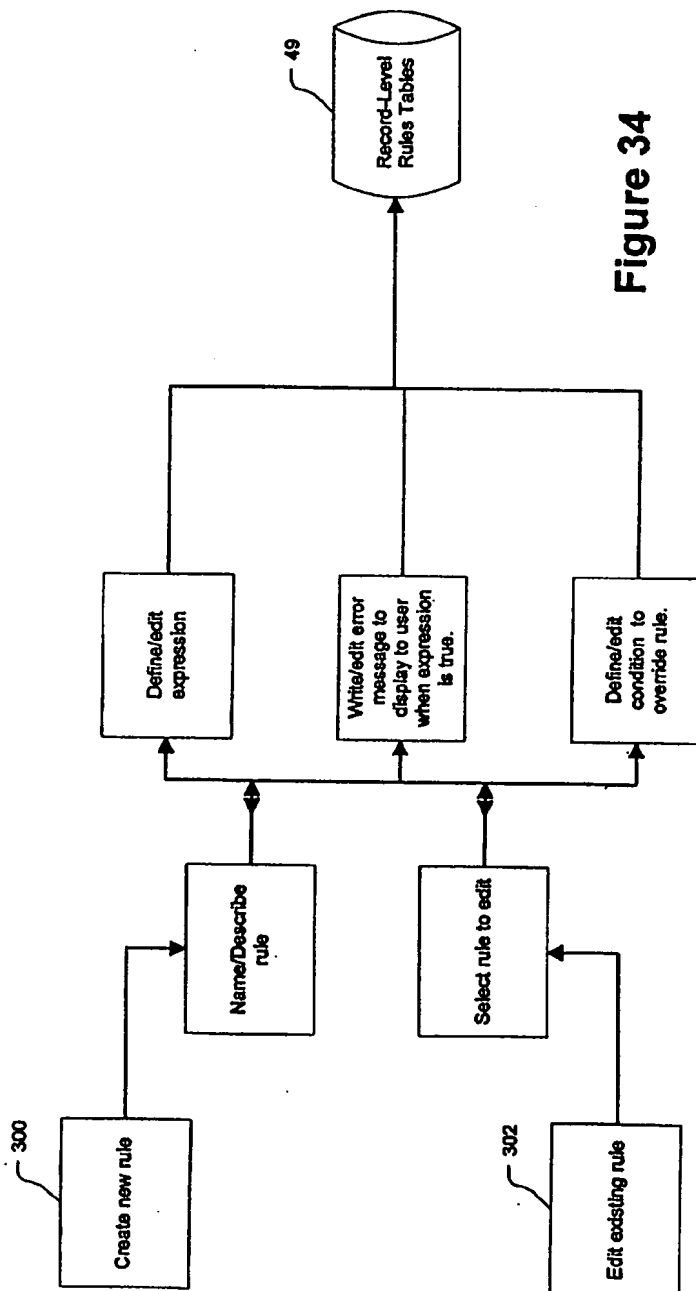 300
Create new rule
Name/Describe
rule
302
Edit existing rule
Select rule to edit
Define/edit
expression
Write/edit error
message to
display to user
when expression
is true.
Define/edit
condition to
override rule.
49
Record-Level
Rules Tables
Figure 34